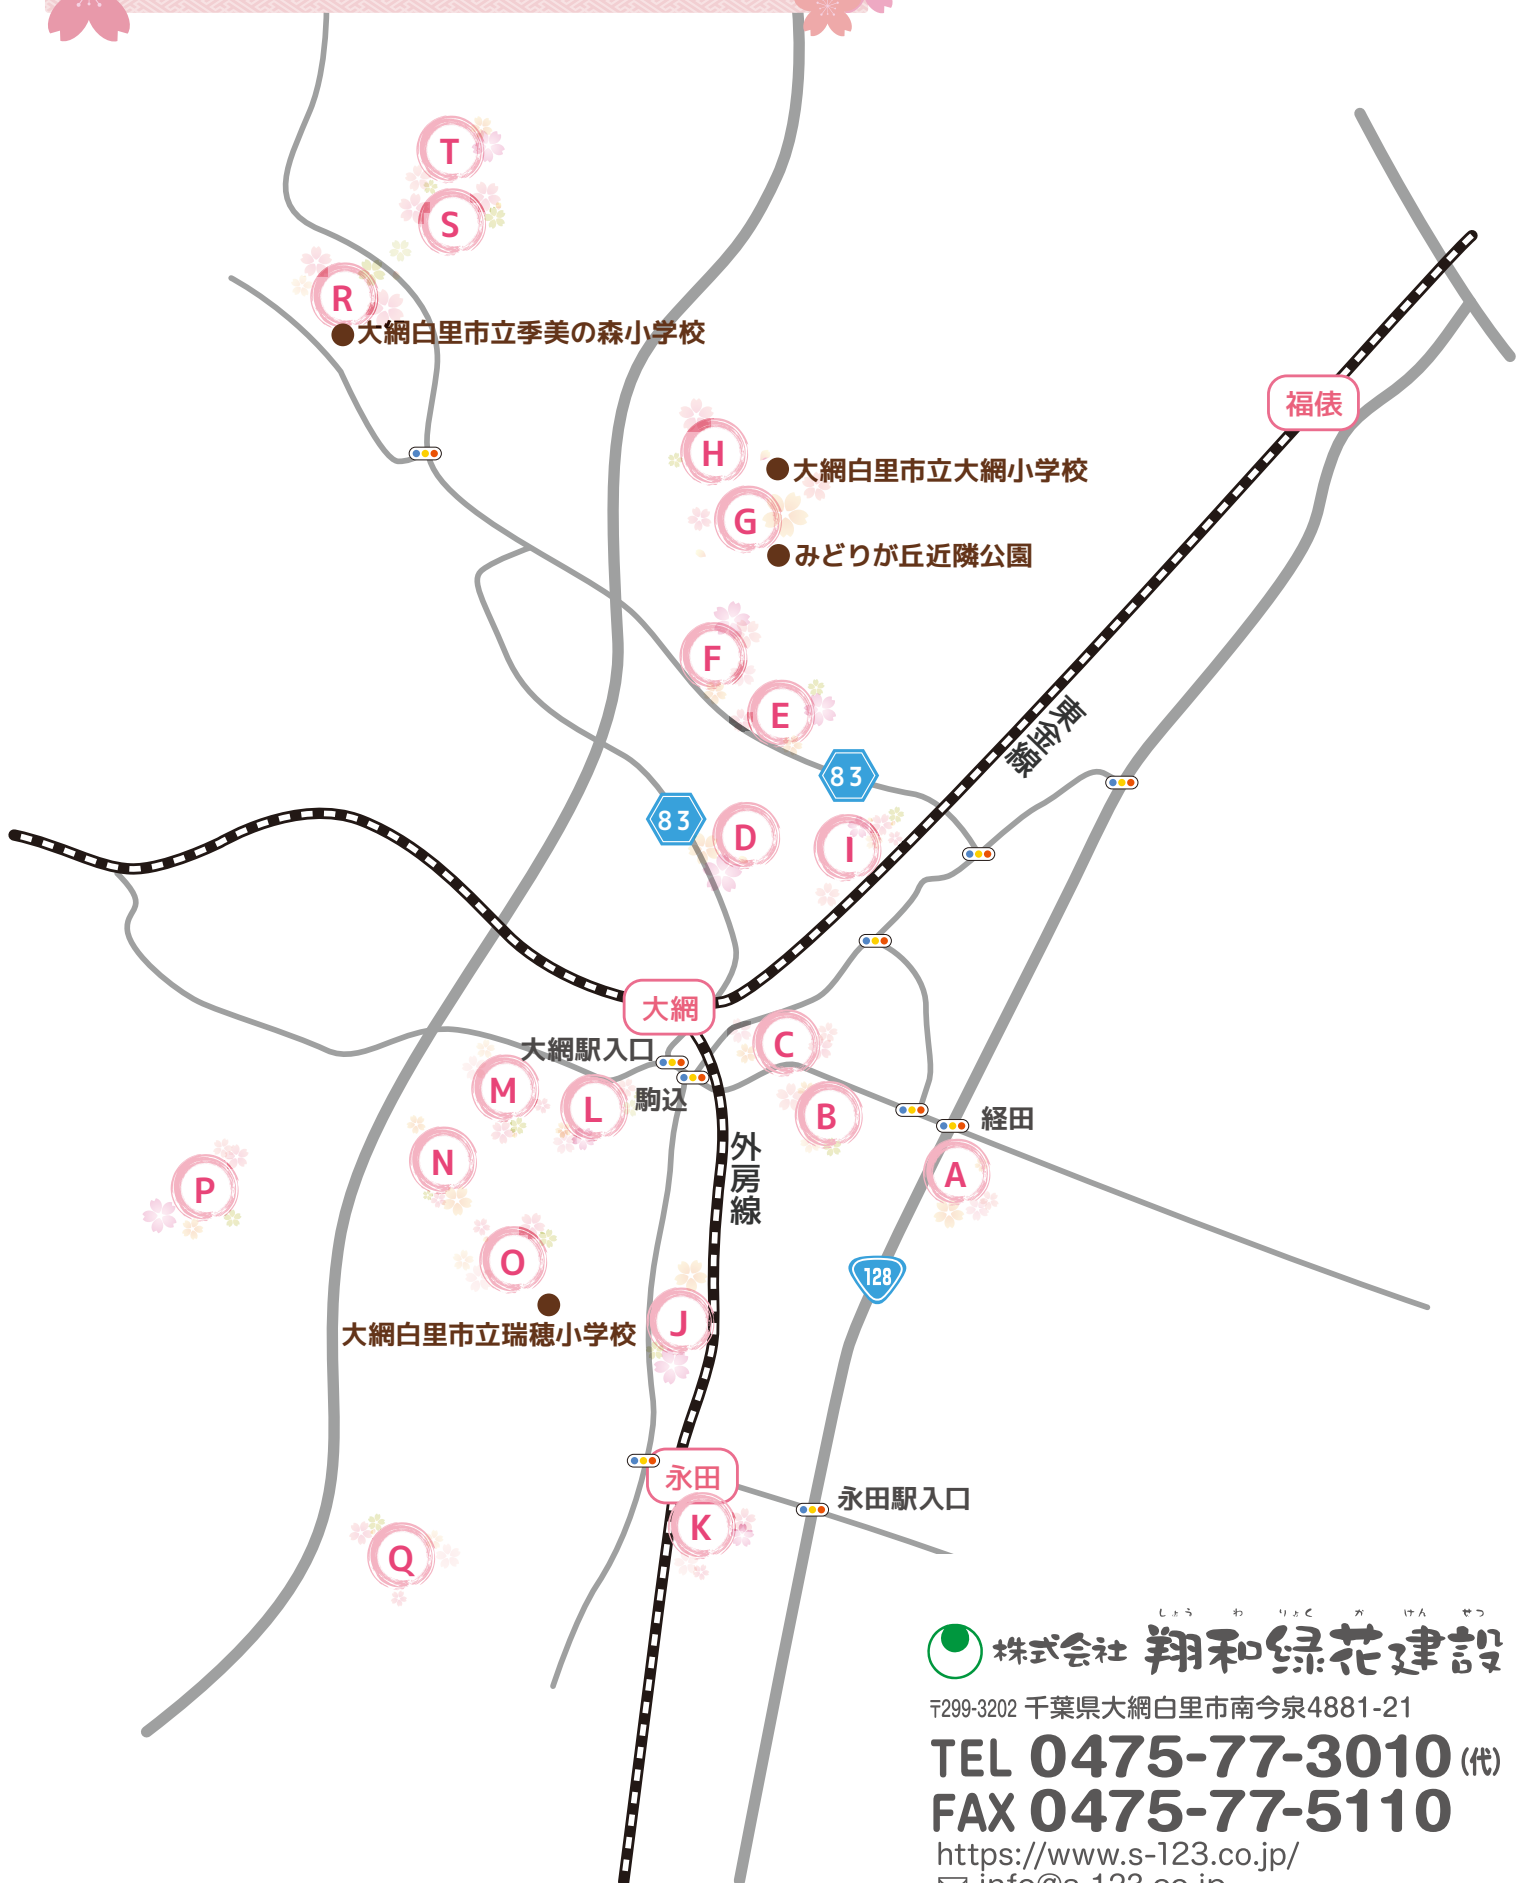 T
S
R
大網白里市立季美の森小学校
福俵
H
大網白里市立大網小学校
G
みどりが丘近隣公園
F
E
東金線
83
83
D
I
大網
大網駅入口
C
M
L
駒込
B
経田
外房線
N
A
P
O
128
大網白里市立瑞穂小学校
J
永田
永田駅入口
K
Q
しょう わ りょく か けん せつ
株式会社 翔和緑花建設
〒299-3202 千葉県大網白里市南今泉4881-21
TEL 0475-77-3010 (代)
FAX 0475-77-5110
https://www.s-123.co.jp/
info@s-123.co.jp